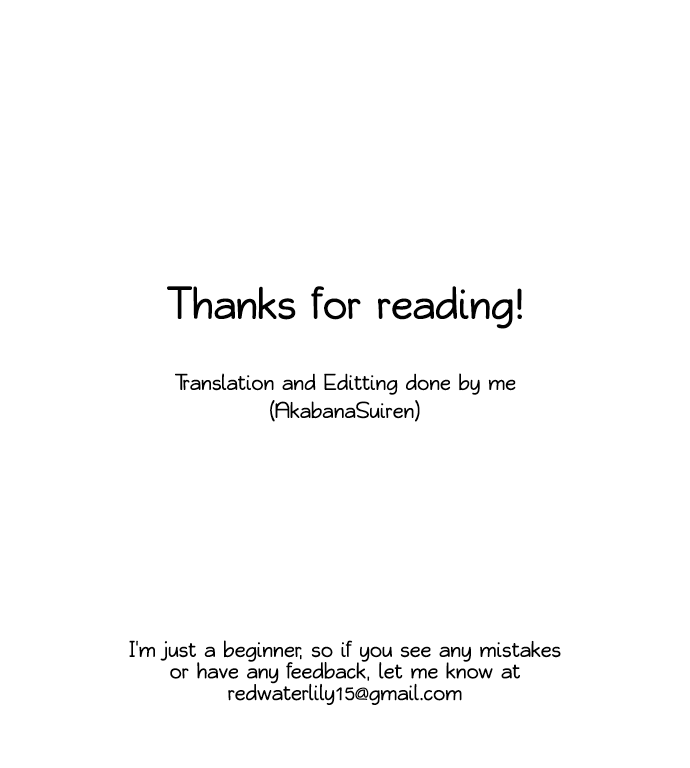 Thanks for reading!
Translation and Editting done by me
(AkabanaSuiren)
I'm just a beginner, so if you see any mistakes
or have any feedback, let me know at
redwaterlily15@gmail.com